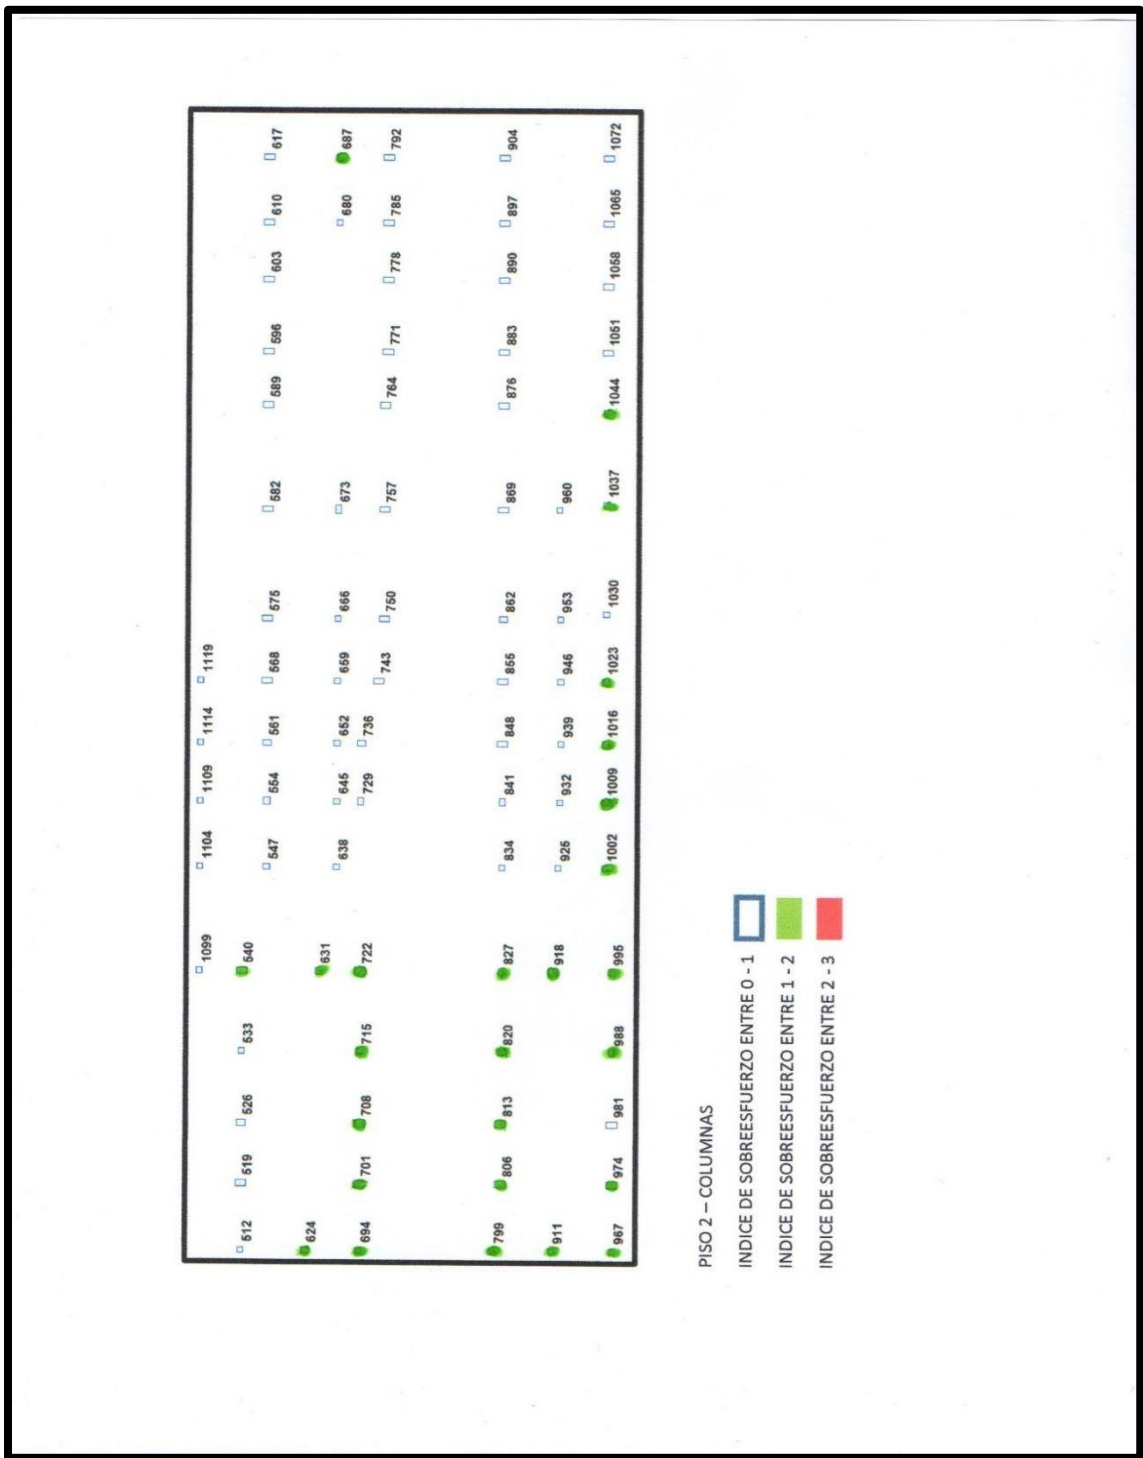 1099 1104 1109 1114 1119
512 519 526 533 540 547 554 561 568 575 582 589 596 603 610 617
624 631 638 645 652 659 666 673 680 687
694 701 708 715 722 729 736 743 750 757 764 771 778 785 792
799 806 813 820 827 834 841 848 855 862 869 876 883 890 897 904
911 918 925 932 939 946 953 960
967 974 981 988 995 1002 1009 1016 1023 1030 1037 1044 1051 1058 1065 1072
PISO 2 – COLUMNAS
INDICE DE SOBREESFUERZO ENTRE 0 - 1
INDICE DE SOBREESFUERZO ENTRE 1 - 2
INDICE DE SOBREESFUERZO ENTRE 2 - 3